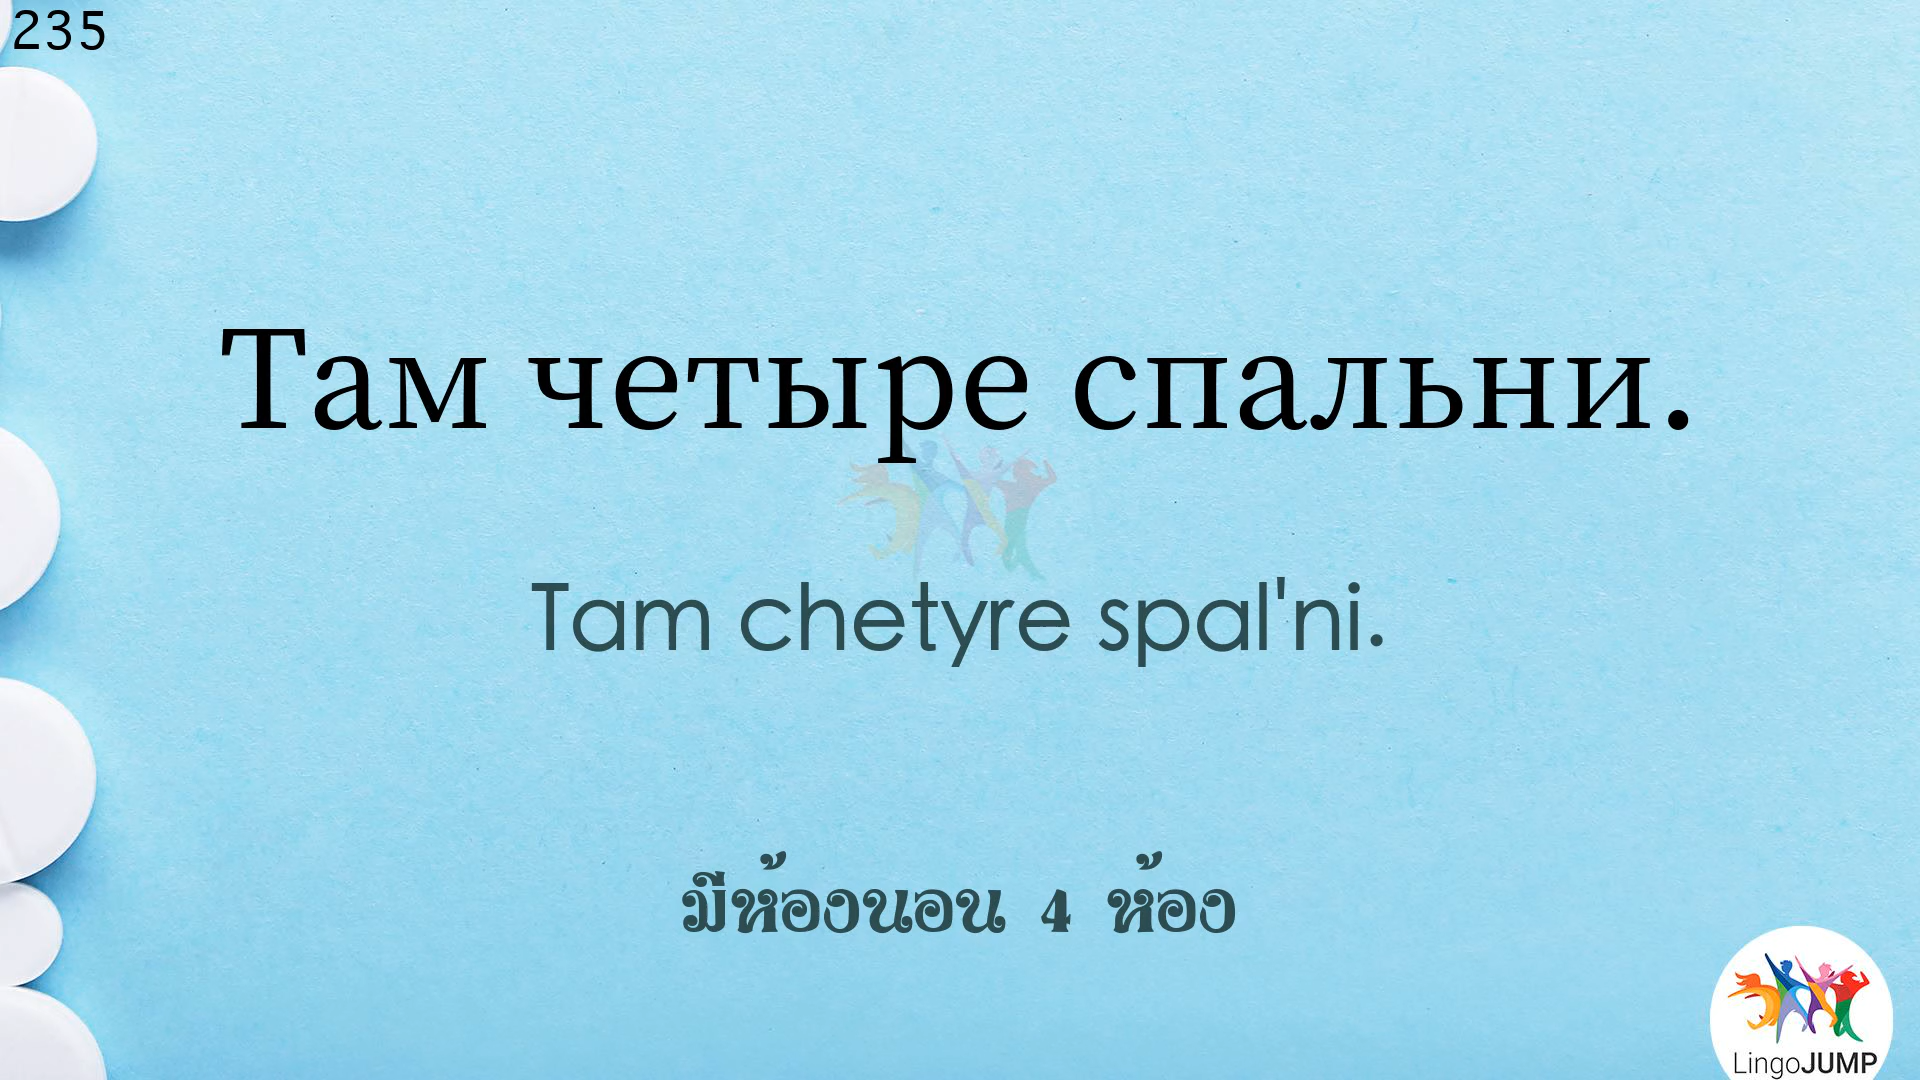 235
Там четыре спальни.
Tam chetyre spal'ni.
มีห้องนอน 4 ห้อง
LingoJUMP